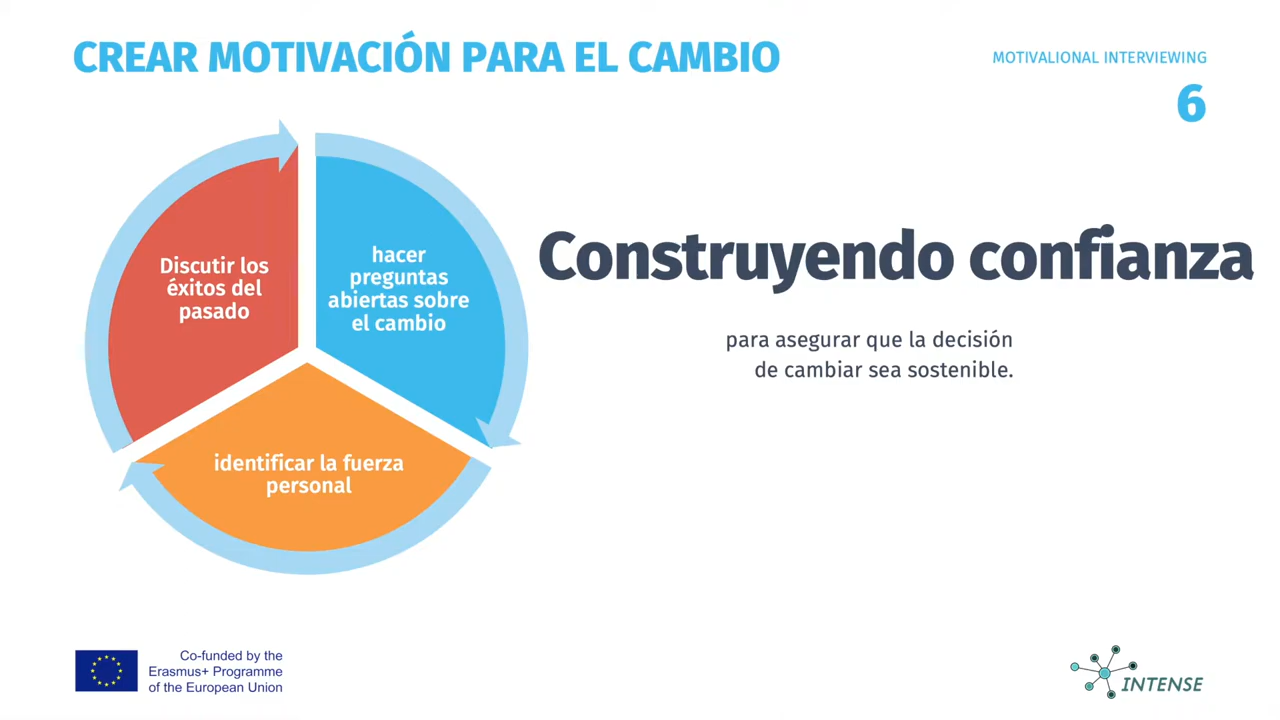 CREAR MOTIVACIÓN PARA EL CAMBIO
MOTIVALIONAL INTERVIEWING
6
Discutir los
éxitos del
pasado
hacer
preguntas
abiertas sobre
el cambio
identificar la fuerza
personal
Construyendo confianza
para asegurar que la decisión
de cambiar sea sostenible.
Co-funded by the
Erasmus+ Programme
of the European Union
INTENSE